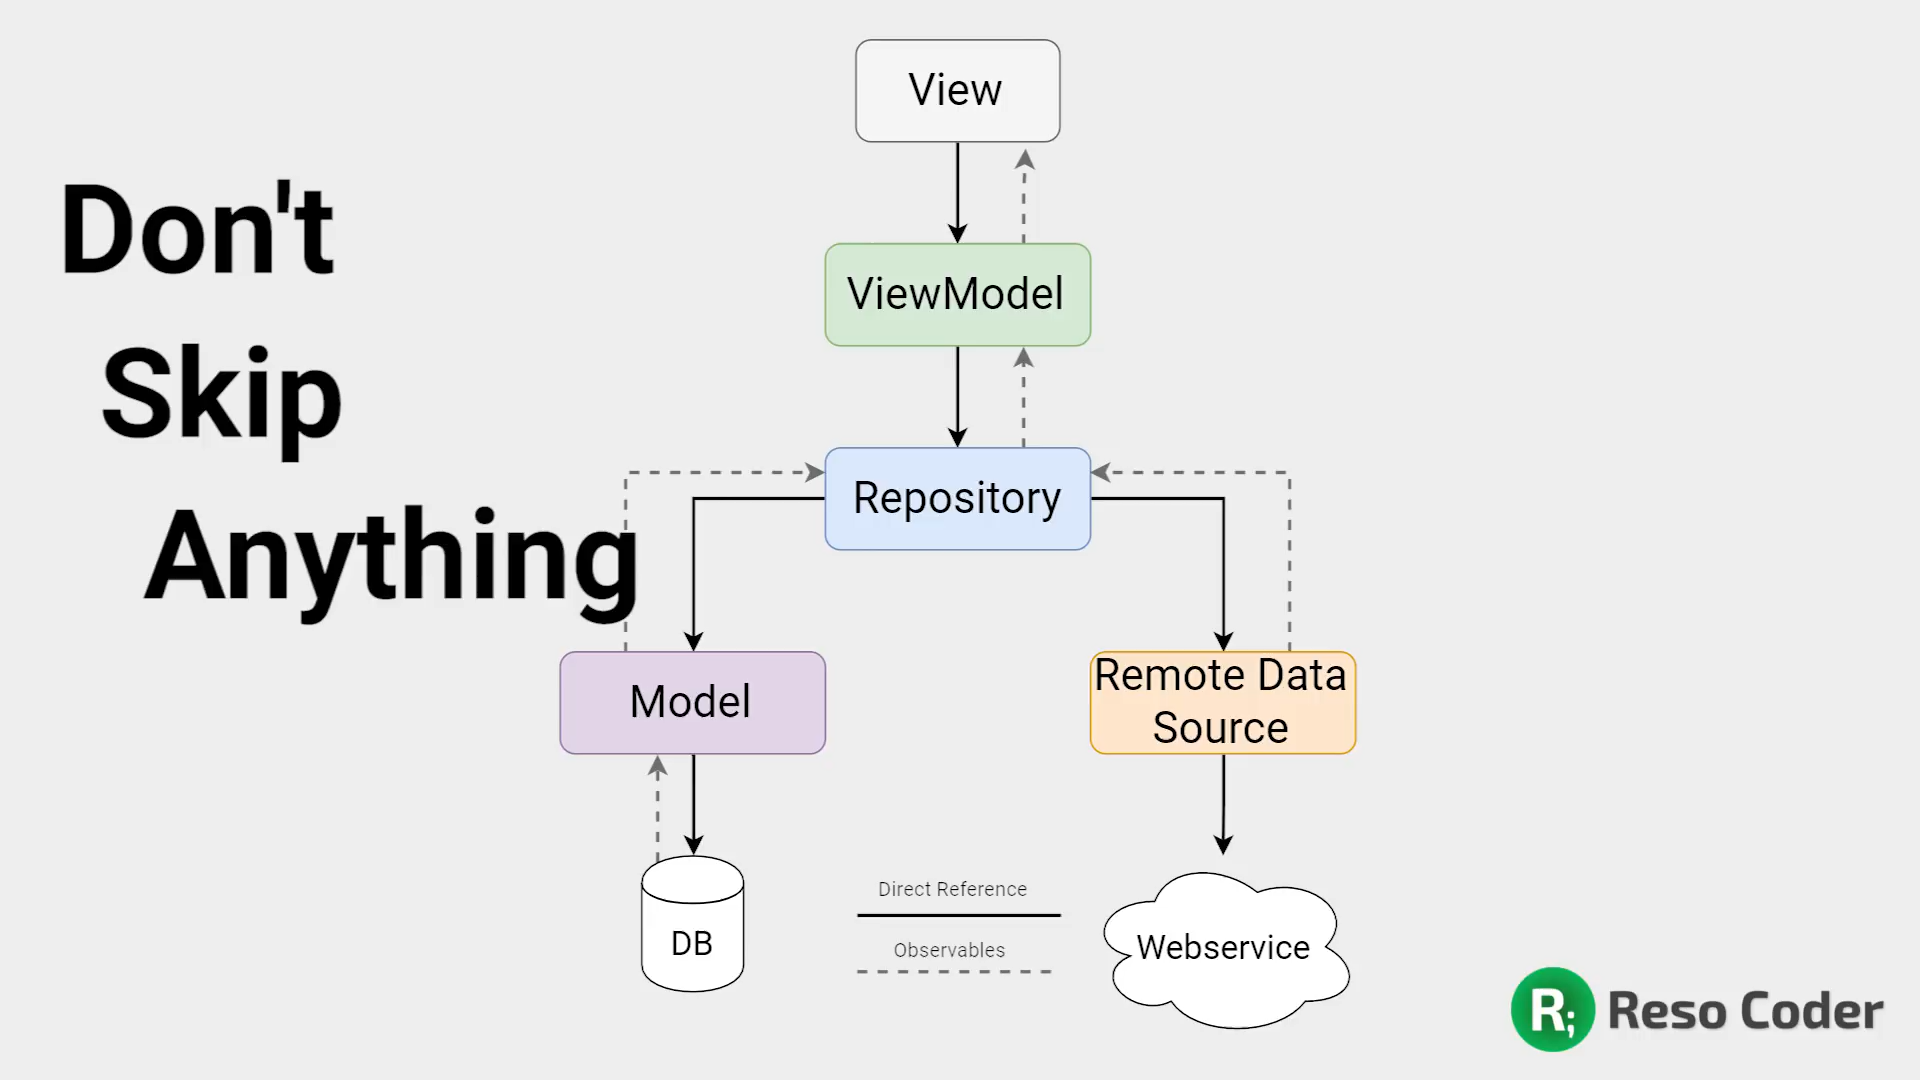 View
Don't
ViewModel
Skip
Repository
Anything
Model
Remote Data
Source
Direct Reference
DB
Observables
Webservice
R;
Reso Coder